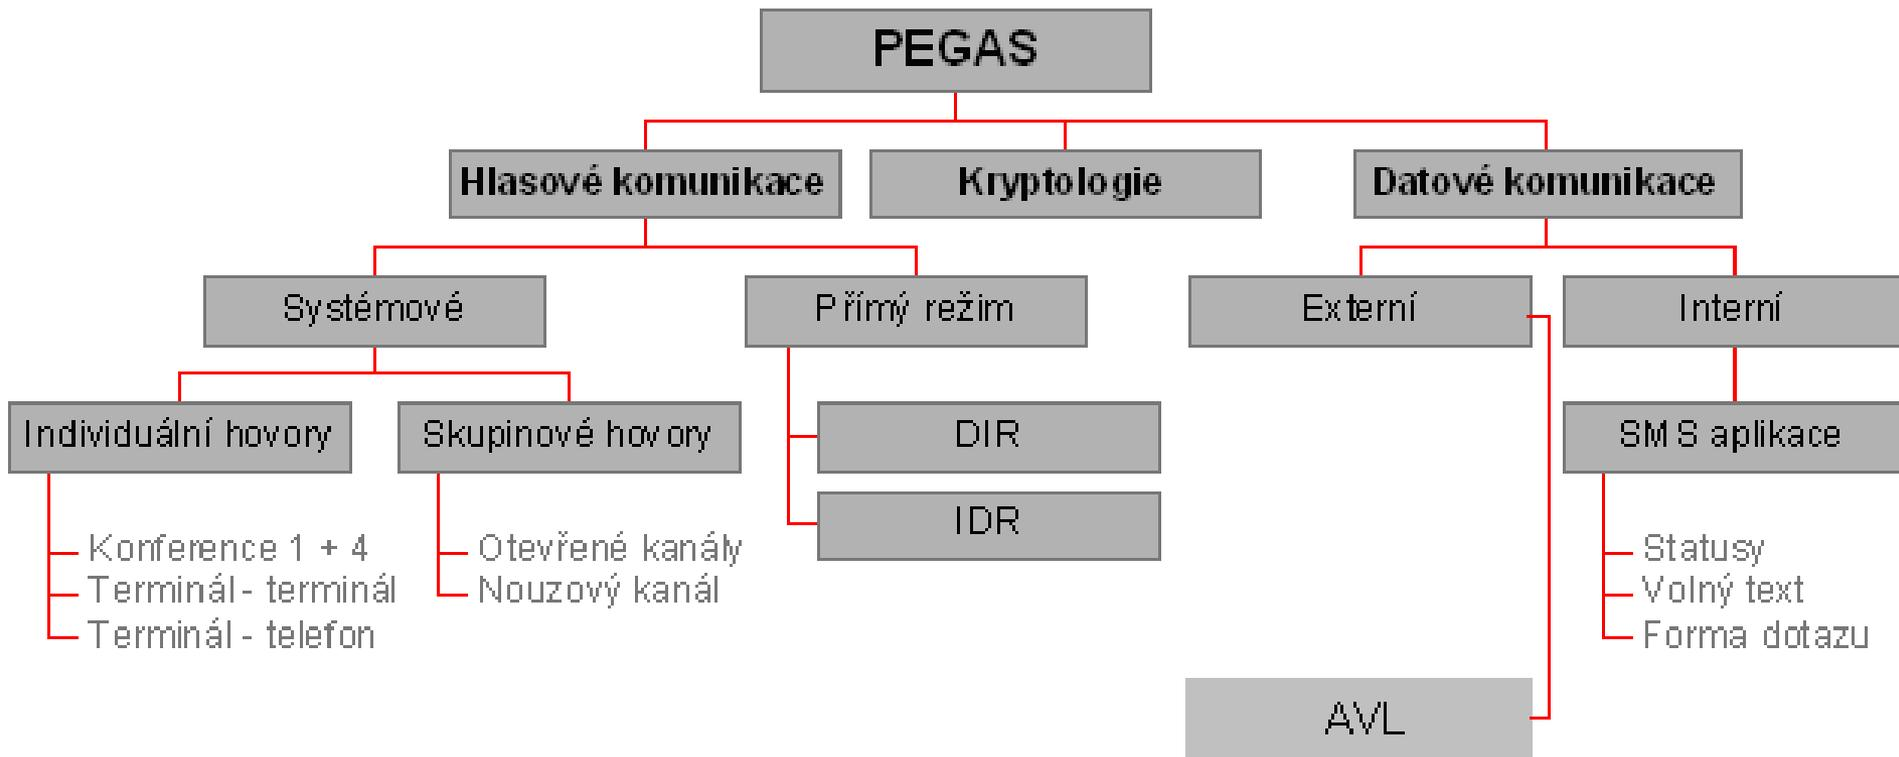 PEGAS
Hlasové komunikace
Kryptologie
Datové komunikace
Systémové
Přímý režim
Externí
Interní
Individuální hovory
Skupinové hovory
DIR
SMS aplikace
IDR
Konference 1 + 4
Terminál - terminál
Terminál - telefon
Otevřené kanály
Nouzový kanál
Statusy
Volný text
Forma dotazu
AVL